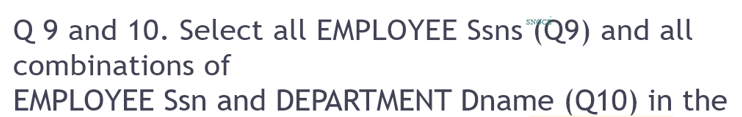 Q 9 and 10. Select all EMPLOYEE Ssns (Q9) and all
combinations of
EMPLOYEE Ssn and DEPARTMENT Dname (Q10) in the